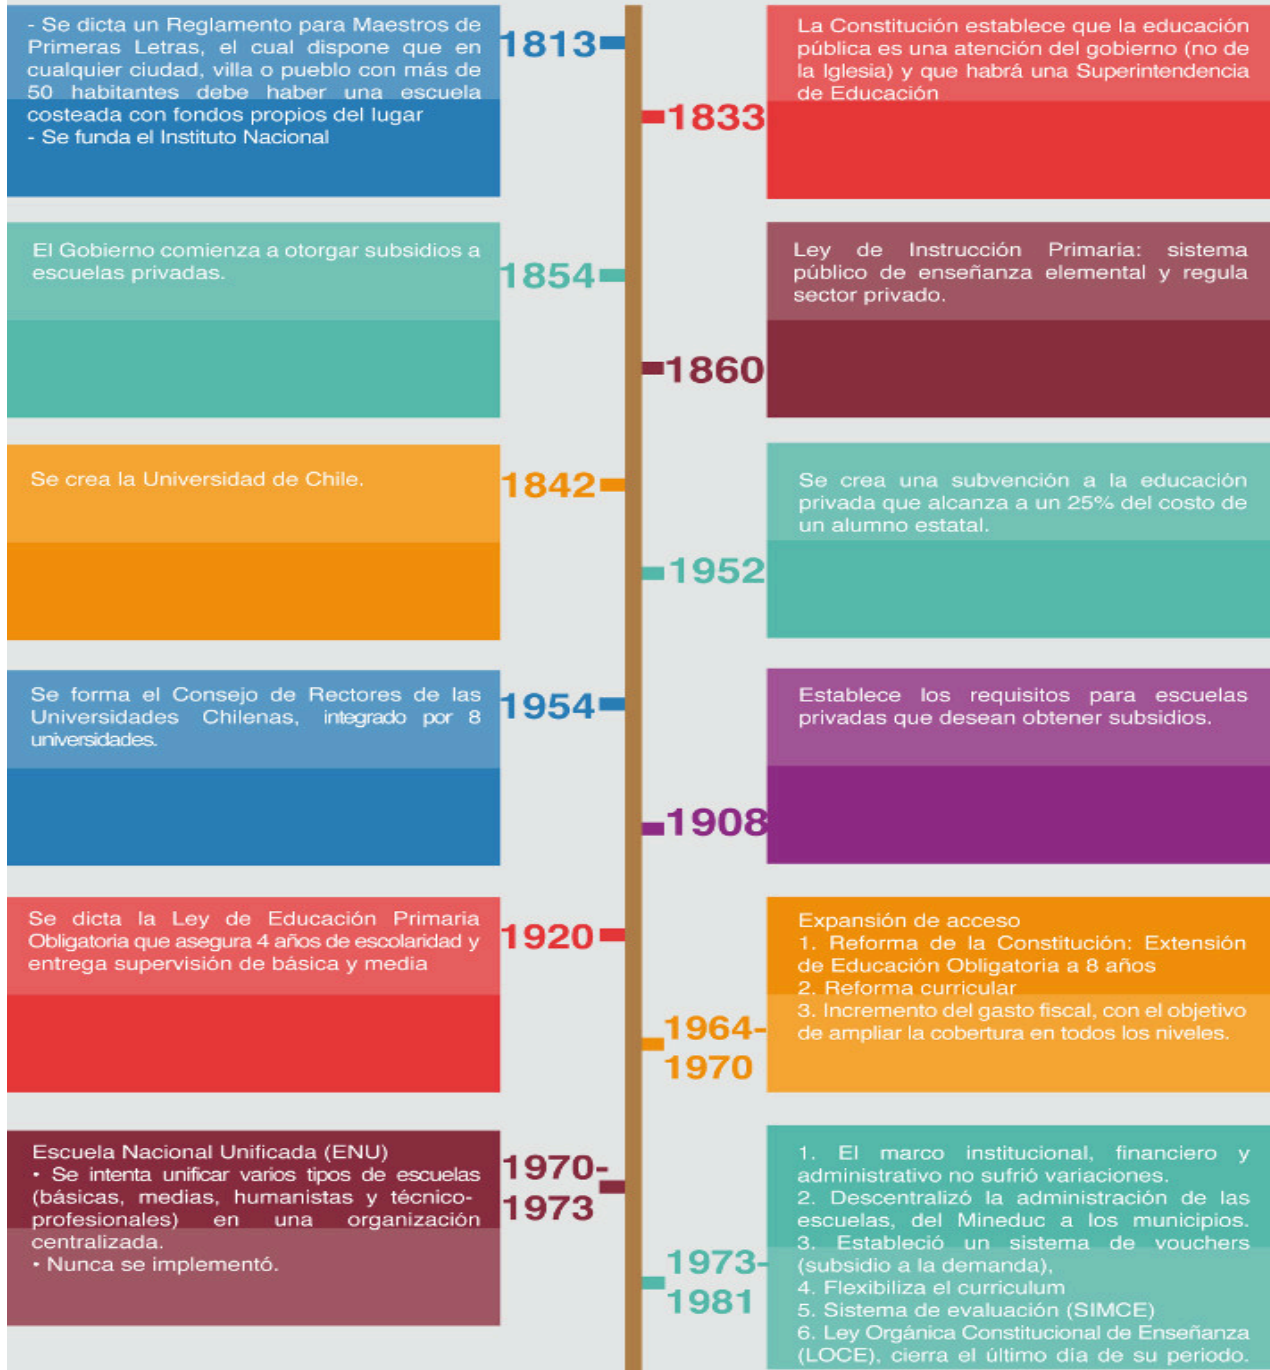 - Se dicta un Reglamento para Maestros de
Primeras Letras, el cual dispone que en
cualquier ciudad, villa o pueblo con más de
50 habitantes debe haber una escuela
costeada con fondos propios del lugar
- Se funda el Instituto Nacional
1813
La Constitución establece que la educación
pública es una atención del gobierno (no de
la Iglesia) y que habrá una Superintendencia
de Educación
1833
El Gobierno comienza a otorgar subsidios a
escuelas privadas.
1854
Ley de Instrucción Primaria: sistema
público de enseñanza elemental y regula
sector privado.
1860
Se crea la Universidad de Chile.
1842
Se crea una subvención a la educación
privada que alcanza a un 25% del costo de
un alumno estatal.
1952
Se forma el Consejo de Rectores de las
Universidades Chilenas, integrado por 8
universidades.
1954
Establece los requisitos para escuelas
privadas que desean obtener subsidios.
1908
Se dicta la Ley de Educación Primaria
Obligatoria que asegura 4 años de escolaridad y
entrega supervisión de básica y media
1920
Expansión de acceso
1. Reforma de la Constitución: Extensión
de Educación Obligatoria a 8 años
2. Reforma curricular
3. Incremento del gasto fiscal, con el objetivo
de ampliar la cobertura en todos los niveles.
1964-
1970
Escuela Nacional Unificada (ENU)
• Se intenta unificar varios tipos de escuelas
(básicas, medias, humanistas y técnico-
profesionales) en una organización
centralizada.
• Nunca se implementó.
1970-
1973
1. El marco institucional, financiero y
administrativo no sufrió variaciones.
2. Descentralizó la administración de las
escuelas, del Mineduc a los municipios.
3. Estableció un sistema de vouchers
(subsidio a la demanda),
4. Flexibiliza el curriculum
5. Sistema de evaluación (SIMCE)
6. Ley Orgánica Constitucional de Enseñanza
(LOCE), cierra el último día de su periodo.
1973-
1981